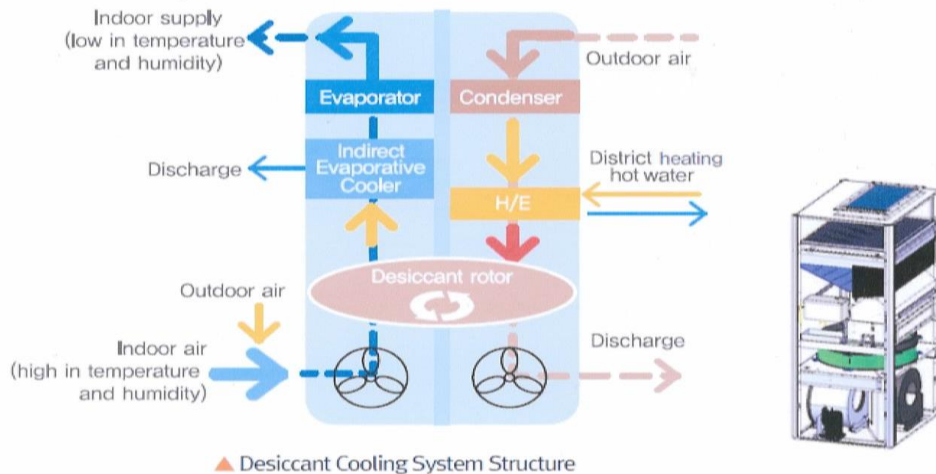 Indoor supply
(low in temperature
and humidity)
Outdoor air
Evaporator
Condenser
Discharge
Indirect
Evaporative
Cooler
District heating
hot water
H/E
Desiccant rotor
Outdoor air
Indoor air
(high in temperature
and humidity)
Discharge
▲ Desiccant Cooling System Structure